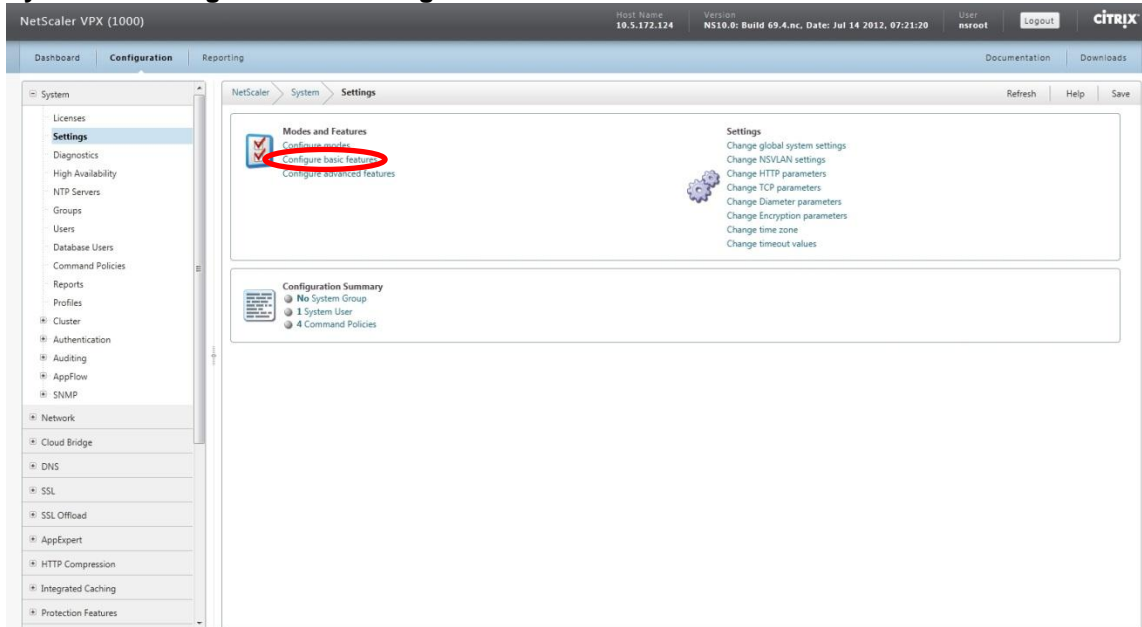 NetScaler VPX (1000)
Host Name
10.5.172.124
Version
NS10.0: Build 69.4.nc, Date: Jul 14 2012, 07:21:20
User
nsroot
Logout
CİTRIX
Dashboard Configuration Reporting
Documentation Downloads
System
Licenses
Settings
Diagnostics
High Availability
NTP Servers
Groups
Users
Database Users
Command Policies
Reports
Profiles
Cluster
Authentication
Auditing
AppFlow
SNMP
Network
Cloud Bridge
DNS
SSL
SSL Offload
AppExpert
HTTP Compression
Integrated Caching
Protection Features
NetScaler System Settings
Refresh Help Save
Modes and Features
Configure modes
Configure basic features
Configure advanced features
Settings
Change global system settings
Change NSVLAN settings
Change HTTP parameters
Change TCP parameters
Change Diameter parameters
Change Encryption parameters
Change time zone
Change timeout values
Configuration Summary
No System Group
1 System User
4 Command Policies